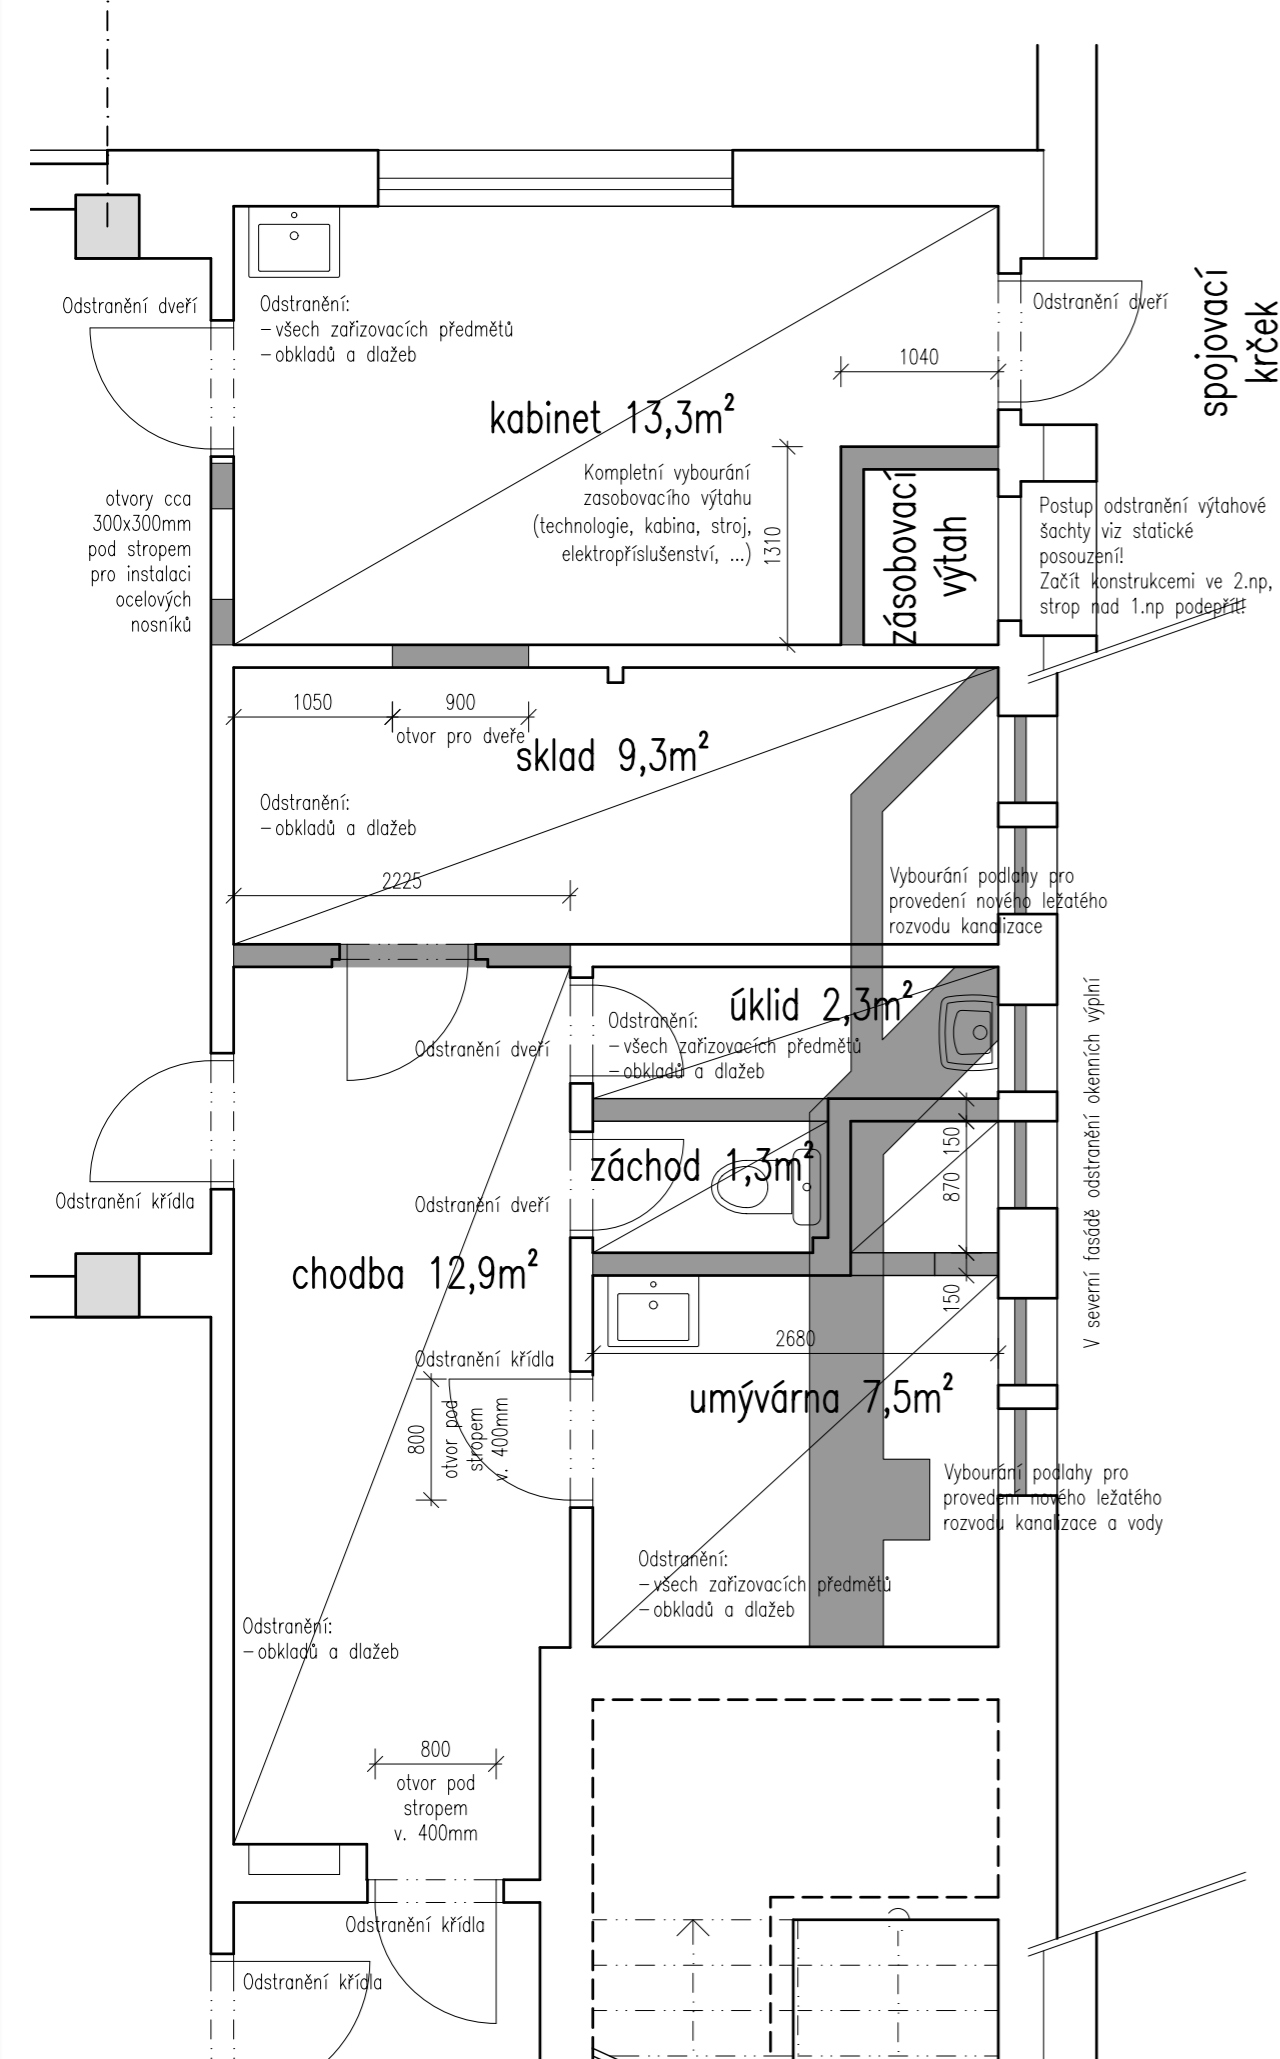 spojovací
krček
Odstranění dveří
Odstranění:
– všech zařizovacích předmětů
– obkladů a dlažeb
Odstranění dveří
1040
kabinet 13,3m²
Kompletní vybourání
zasobovacího výtahu
(technologie, kabina, stroj,
elektropříslušenství, ...)
1310
zásobovací
výtah
otvory cca
300x300mm
pod stropem
pro instalaci
ocelových
nosníků
Postup odstranění výtahové
šachty viz statické
posouzení!
Začít konstrukcemi ve 2.np,
strop nad 1.np podepřít!!
1050
900
otvor pro dveře
sklad 9,3m²
Odstranění:
– obkladů a dlažeb
2225
Vybourání podlahy pro
provedení nového ležatého
rozvodu kanalizace
úklid 2,3m²
Odstranění:
– všech zařizovacích předmětů
– obkladů a dlažeb
Odstranění dveří
V severní fasádě odstranění okenních výplní
150
870
150
záchod 1,3m²
Odstranění křídla
Odstranění dveří
chodba 12,9m²
2680
Odstranění křídla
800
otvor pod
stropem
v. 400mm
umývárna 7,5m²
Vybourání podlahy pro
provedení nového ležatého
rozvodu kanalizace a vody
Odstranění:
– všech zařizovacích předmětů
– obkladů a dlažeb
Odstranění:
– obkladů a dlažeb
800
otvor pod
stropem
v. 400mm
Odstranění křídla
Odstranění křídla